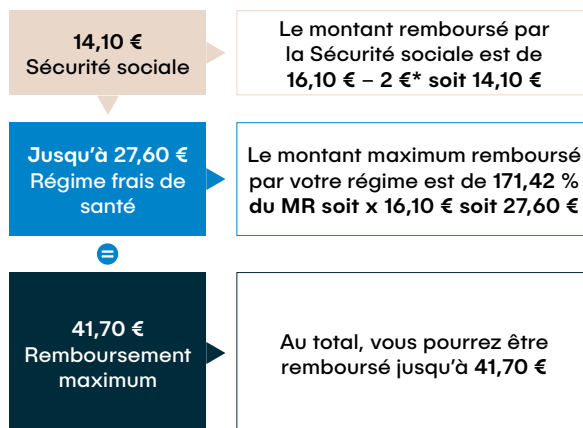 14,10 €
Sécurité sociale
Le montant remboursé par
la Sécurité sociale est de
16,10 € – 2 €* soit 14,10 €
Jusqu'à 27,60 €
Régime frais de
santé
Le montant maximum remboursé
par votre régime est de 171,42 %
du MR soit x 16,10 € soit 27,60 €
=
41,70 €
Remboursement
maximum
Au total, vous pourrez être
remboursé jusqu'à 41,70 €